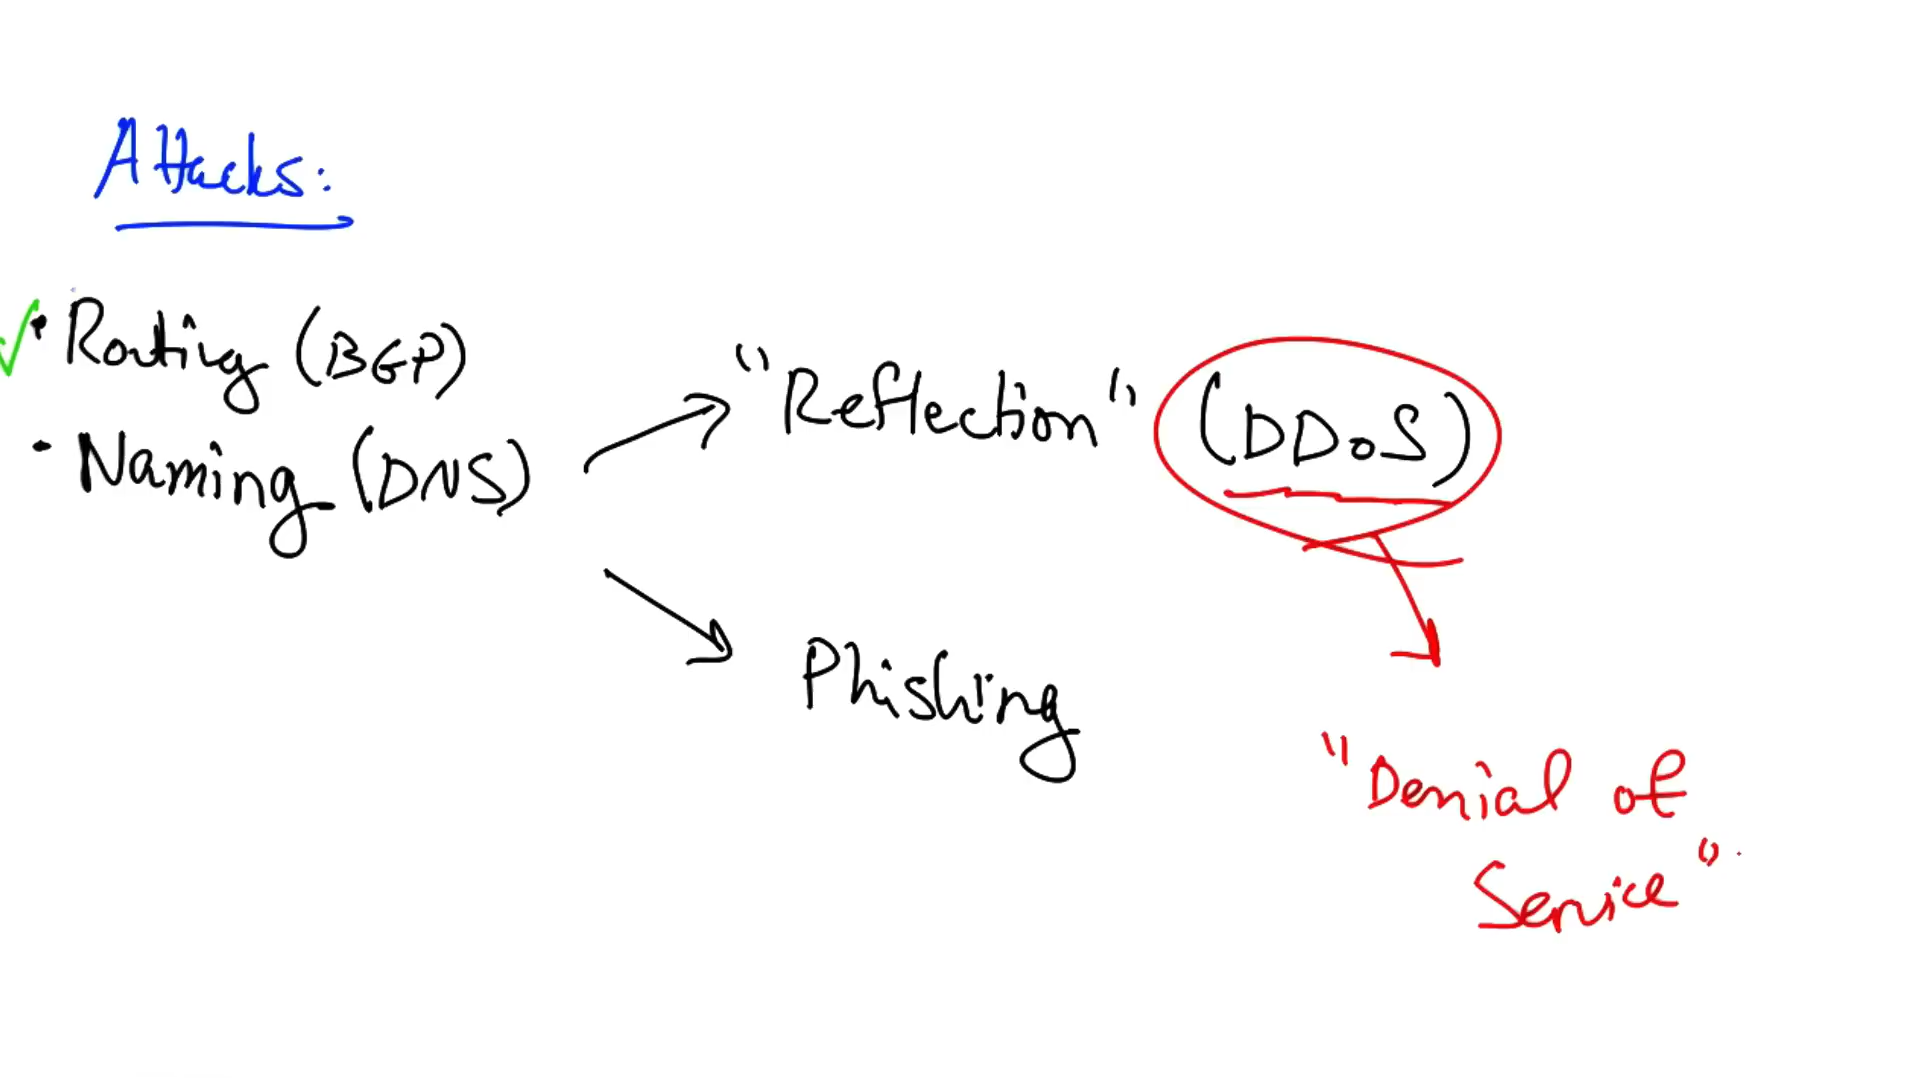 Attacks:
• Routing (BGP)
• Naming (DNS)
"Reflection" (DDoS)
Phishing
"Denial of
Service"